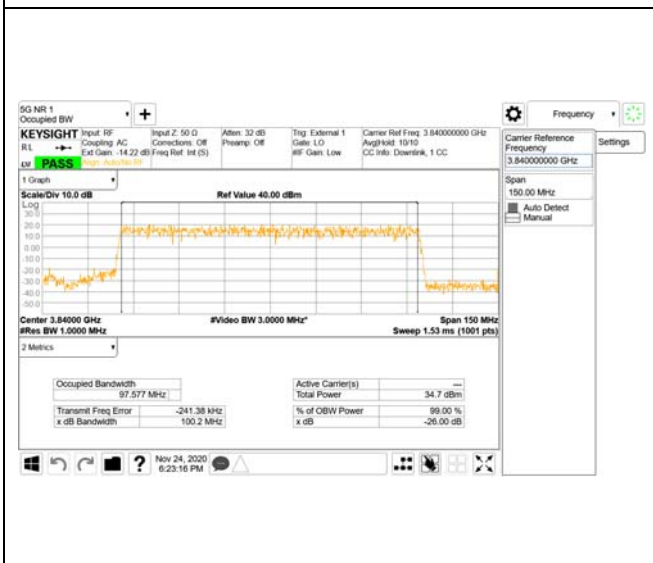 5G NR 1
Occupied BW
KEYSIGHT
RL
PASS
Input: RF
Coupling: AC
Ext Gain: -14.22 dB
Align: Auto/No RF
Input Z: 50 Ω
Corrections: Off
Freq Ref: Int (S)
Atten: 32 dB
Preamp: Off
Trig: External 1
Gate: LO
#IF Gain: Low
Carrier Ref Freq: 3.840000000 GHz
Avg|Hold: 10/10
CC Info: Downlink, 1 CC
Frequency
Carrier Reference
Frequency
3.840000000 GHz
Settings
Span
150.00 MHz
Auto Detect
Manual
1 Graph
Scale/Div 10.0 dB
Ref Value 40.00 dBm
Log
30.0
20.0
10.0
0.00
-10.0
-20.0
-30.0
-40.0
-50.0
Center 3.84000 GHz
#Video BW 3.0000 MHz*
Span 150 MHz
#Res BW 1.0000 MHz
Sweep 1.53 ms (1001 pts)
2 Metrics
Occupied Bandwidth
97.577 MHz
Active Carrier(s) ---
Total Power 34.7 dBm
Transmit Freq Error -241.38 kHz
% of OBW Power 99.00 %
x dB Bandwidth 100.2 MHz
x dB -26.00 dB
?
Nov 24, 2020
6:23:16 PM